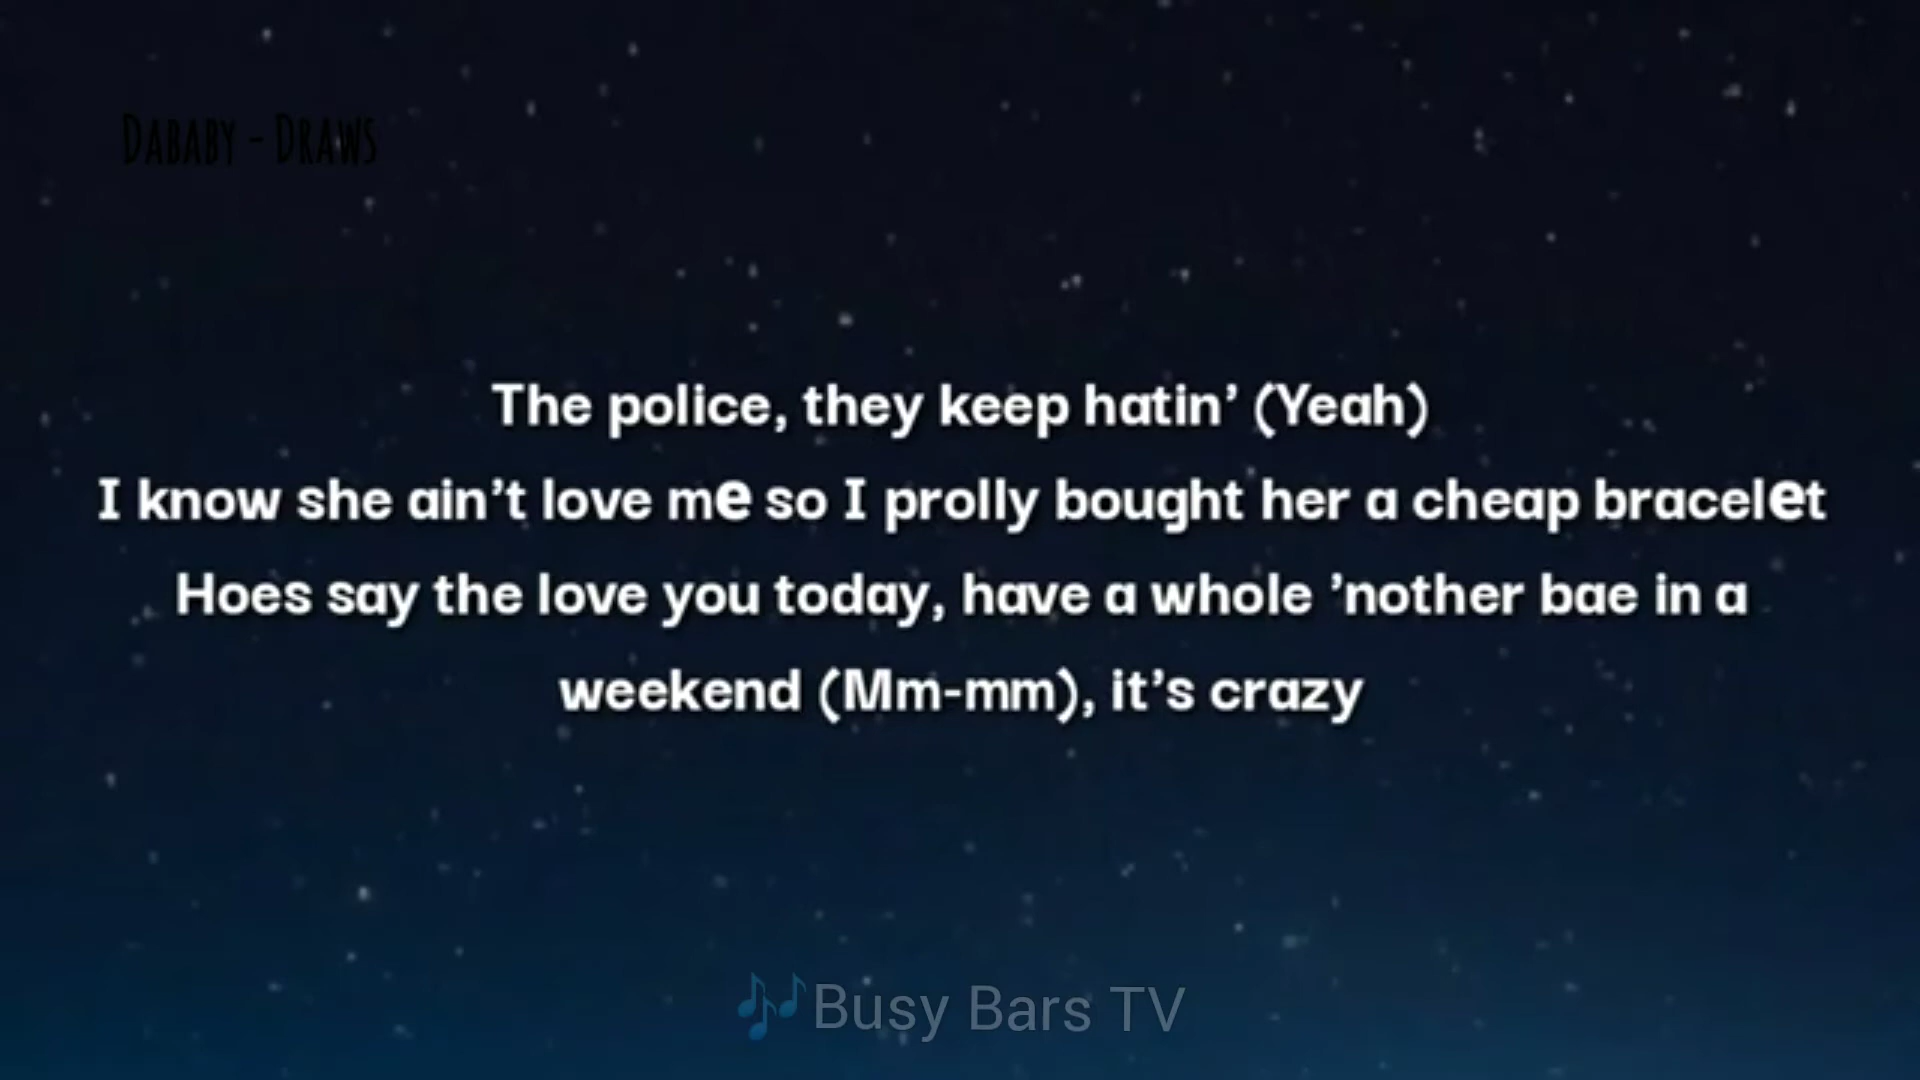 Dababy - Draws
The police, they keep hatin’ (Yeah)
I know she ain’t love me so I prolly bought her a cheap bracelet
Hoes say the love you today, have a whole ’nother bae in a
weekend (Mm-mm), it’s crazy
🎶Busy Bars TV